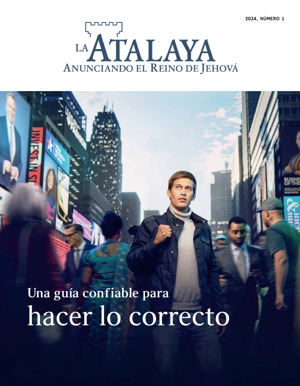 2024, NÚMERO 1
LA ATALAYA
ANUNCIANDO EL REINO DE JEHOVÁ
Una guía confiable para
hacer lo correcto